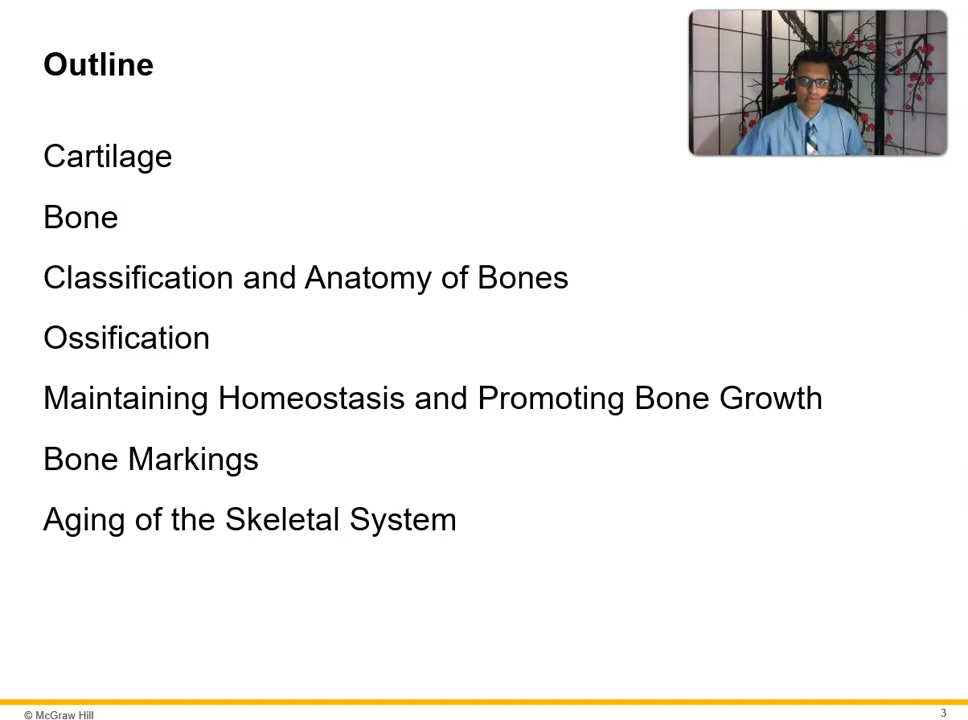 Outline
Cartilage
Bone
Classification and Anatomy of Bones
Ossification
Maintaining Homeostasis and Promoting Bone Growth
Bone Markings
Aging of the Skeletal System
© McGraw Hill
3